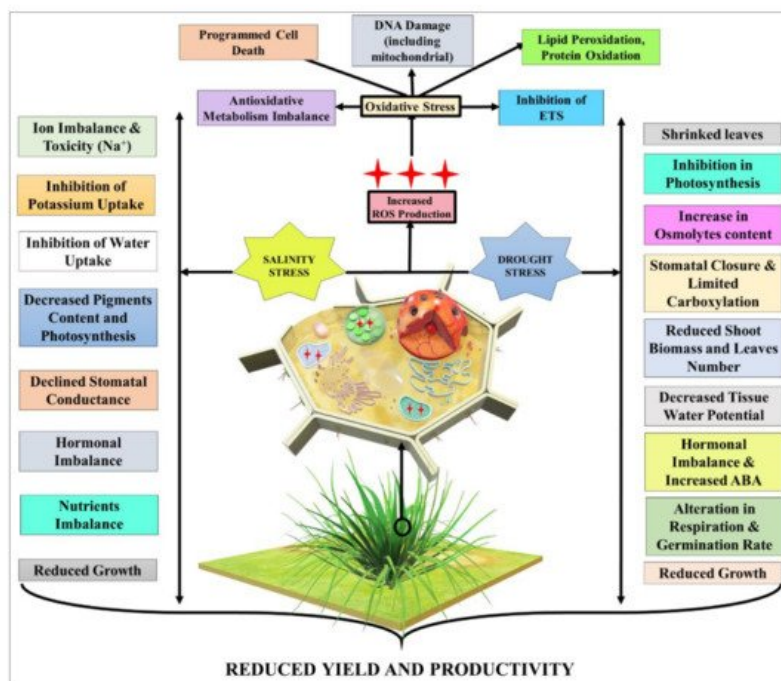 Programmed Cell
Death
DNA Damage
(including
mitochondrial)
Lipid Peroxidation,
Protein Oxidation
Antioxidative
Metabolism Imbalance
Oxidative Stress
Inhibition of
ETS
Increased
ROS Production
SALINITY
STRESS
DROUGHT
STRESS
Ion Imbalance &
Toxicity (Na⁺)
Inhibition of
Potassium Uptake
Inhibition of Water
Uptake
Decreased Pigments
Content and
Photosynthesis
Declined Stomatal
Conductance
Hormonal
Imbalance
Nutrients
Imbalance
Reduced Growth
Shrinked leaves
Inhibition in
Photosynthesis
Increase in
Osmolytes content
Stomatal Closure &
Limited
Carboxylation
Reduced Shoot
Biomass and Leaves
Number
Decreased Tissue
Water Potential
Hormonal
Imbalance &
Increased ABA
Alteration in
Respiration &
Germination Rate
Reduced Growth
REDUCED YIELD AND PRODUCTIVITY